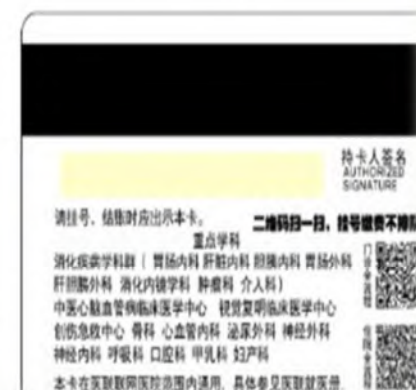 持卡人签名
AUTHORIZED
SIGNATURE
请挂号、结账时应出示本卡。
二维码扫一扫，挂号缴费不排
重点学科
消化疾病学科群（ 胃肠内科 肝脏内科 胆胰内科 胃肠外科
肝胆胰外科 消化内镜学科 肿瘤科 介入科）
中医心脑血管病临床医学中心 视觉复明临床医学中心
创伤急救中心 骨科 心血管内科 泌尿外科 神经外科
神经内科 呼吸科 口腔科 甲乳科 妇产科
本卡在医联联网医院范围内通用，具体参见医联就医册